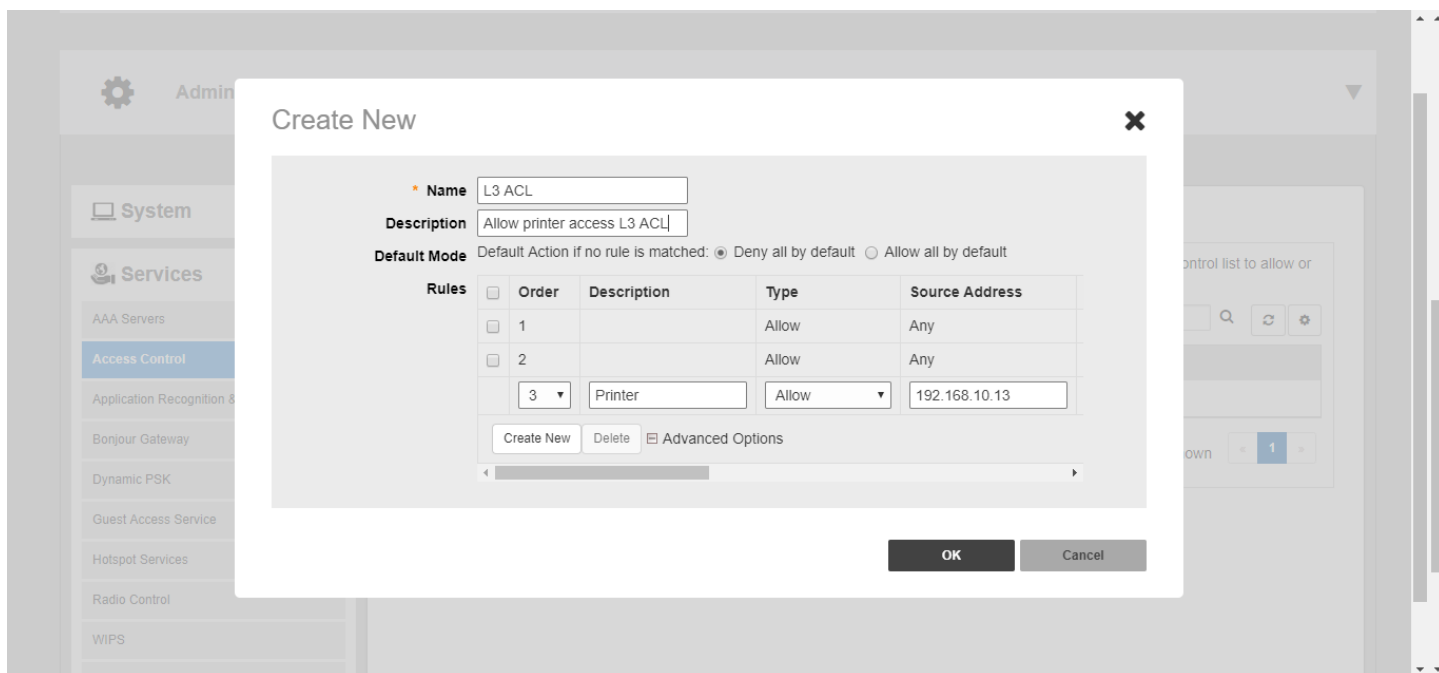 Admin
Create New
* Name L3 ACL
Description Allow printer access L3 ACL
Default Mode Default Action if no rule is matched: Deny all by default Allow all by default
Rules Order Description Type Source Address
1 Allow Any
2 Allow Any
3 Printer Allow 192.168.10.13
Create New Delete Advanced Options
OK Cancel
System
Services
AAA Servers
Access Control
Application Recognition &
Bonjour Gateway
Dynamic PSK
Guest Access Service
Hotspot Services
Radio Control
WIPS
ontrol list to allow or
own 1